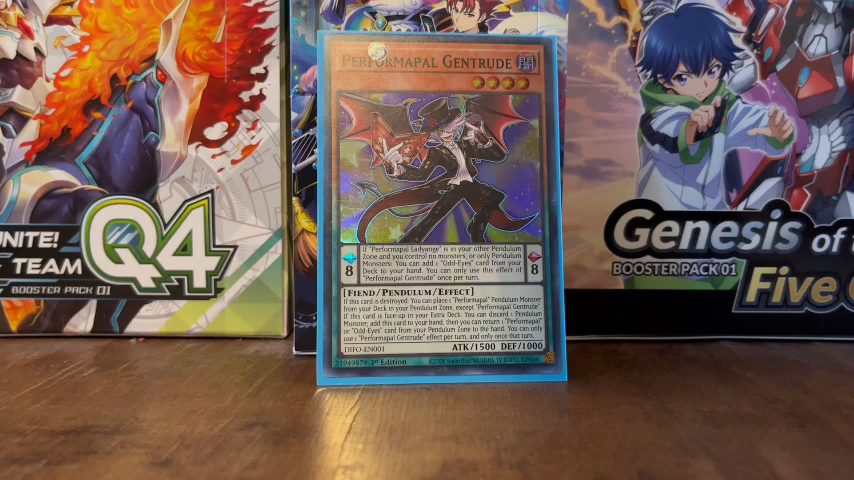 UNITE!
TEAM
Q4
BOOSTER PACK 01
PERFORMAPAL GENTRUDE
闇
If "Performapal Ladyange" is in your other Pendulum
Zone and you control no monsters, or only Pendulum
Monsters: You can add 1 "Odd-Eyes" card from your
Deck to your hand. You can only use this effect of
"Performapal Gentrude" once per turn.
8
8
[FIEND/PENDULUM/EFFECT]
If this card is destroyed: You can place 1 "Performapal" Pendulum Monster
from your Deck in your Pendulum Zone, except "Performapal Gentrude".
If this card is face-up in your Extra Deck: You can discard 1 Pendulum
Monster; add this card to your hand, then you can return 1 "Performapal"
or "Odd-Eyes" card from your Pendulum Zone to the hand. You can only
use 1 "Performapal Gentrude" effect per turn, and only once that turn.
DIFO-EN001
ATK/1500 DEF/1000
21949879 1st Edition
Genesis of
BOOSTER PACK 01
Five